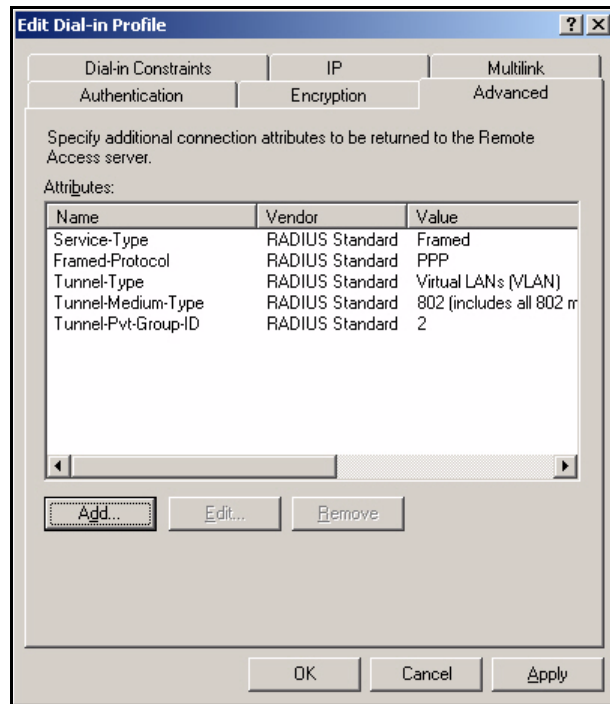 Edit Dial-in Profile
Dial-in Constraints IP Multilink
Authentication Encryption Advanced
Specify additional connection attributes to be returned to the Remote
Access server.
Attributes:
Name Vendor Value
Service-Type RADIUS Standard Framed
Framed-Protocol RADIUS Standard PPP
Tunnel-Type RADIUS Standard Virtual LANs (VLAN)
Tunnel-Medium-Type RADIUS Standard 802 (includes all 802 m
Tunnel-Pvt-Group-ID RADIUS Standard 2
Add... Edit... Remove
OK Cancel Apply